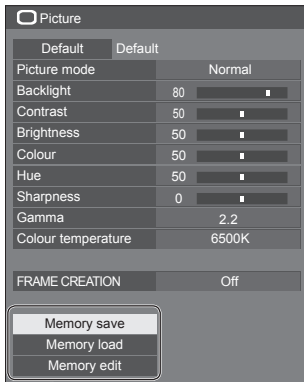 Picture
Default Default
Picture mode Normal
Backlight 80
Contrast 50
Brightness 50
Colour 50
Hue 50
Sharpness 0
Gamma 2.2
Colour temperature 6500K
FRAME CREATION Off
Memory save
Memory load
Memory edit